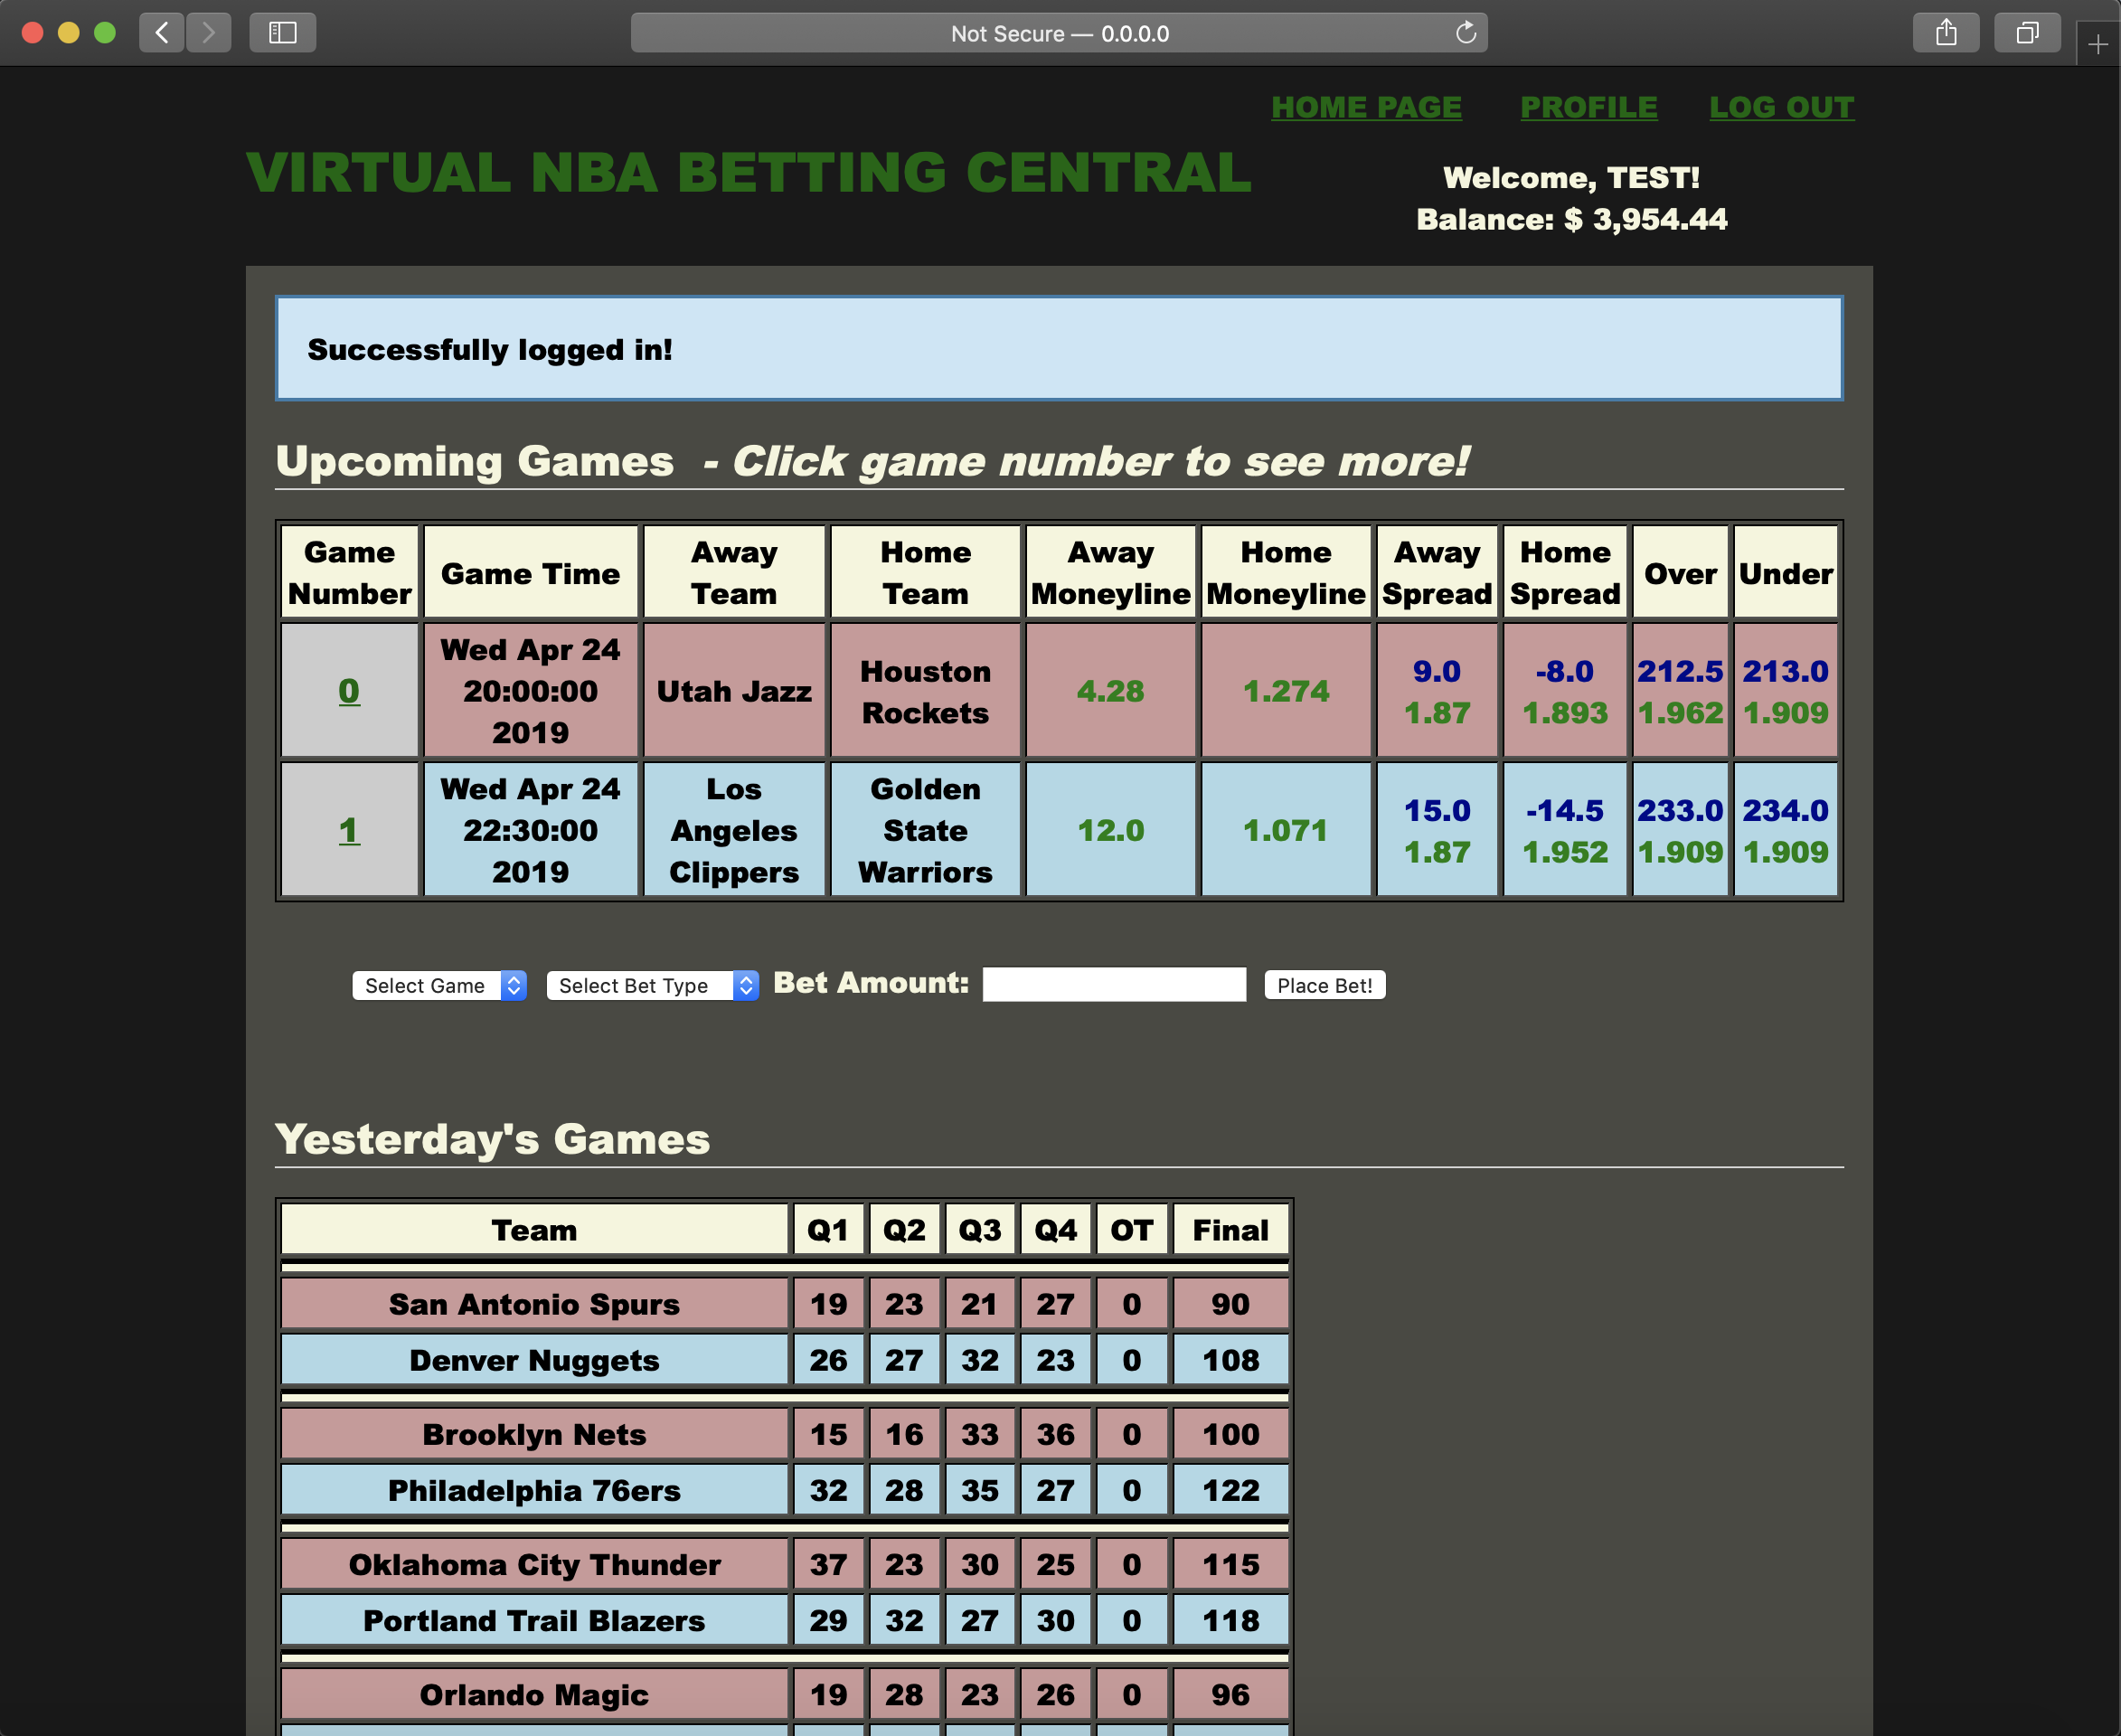 Not Secure — 0.0.0.0
HOME PAGE PROFILE LOG OUT
VIRTUAL NBA BETTING CENTRAL
Welcome, TEST!
Balance: $ 3,954.44
Successfully logged in!
Upcoming Games - Click game number to see more!
Game Number Game Time Away Team Home Team Away Moneyline Home Moneyline Away Spread Home Spread Over Under
0 Wed Apr 24 20:00:00 2019 Utah Jazz Houston Rockets 4.28 1.274 9.0 1.87 -8.0 1.893 212.5 1.962 213.0 1.909
1 Wed Apr 24 22:30:00 2019 Los Angeles Clippers Golden State Warriors 12.0 1.071 15.0 1.87 -14.5 1.952 233.0 1.909 234.0 1.909
Select Game Select Bet Type Bet Amount: Place Bet!
Yesterday's Games
Team Q1 Q2 Q3 Q4 OT Final
San Antonio Spurs 19 23 21 27 0 90
Denver Nuggets 26 27 32 23 0 108
Brooklyn Nets 15 16 33 36 0 100
Philadelphia 76ers 32 28 35 27 0 122
Oklahoma City Thunder 37 23 30 25 0 115
Portland Trail Blazers 29 32 27 30 0 118
Orlando Magic 19 28 23 26 0 96